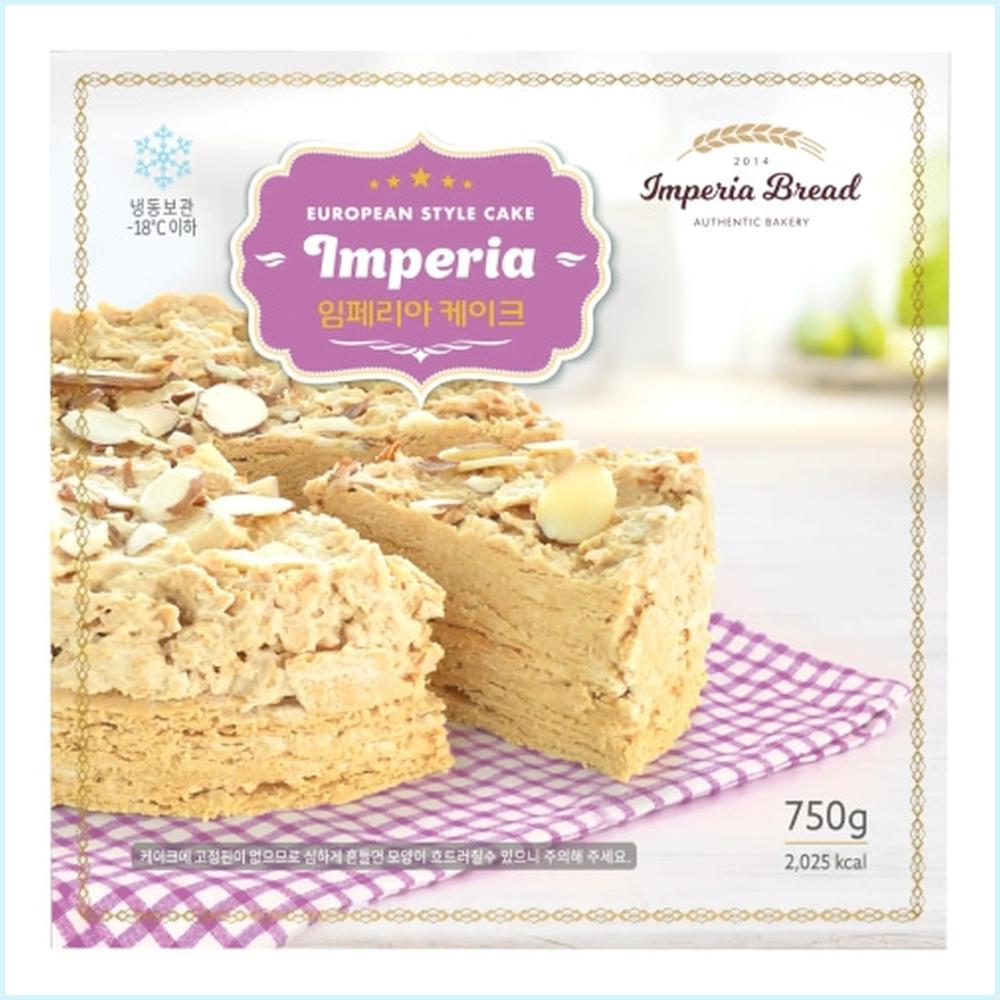 냉동보관
-18℃ 이하
EUROPEAN STYLE CAKE
Imperia
임페리아 케이크
2014
Imperia Bread
AUTHENTIC BAKERY
750g
2,025 kcal
케이크에 고정핀이 없으므로 심하게 흔들면 모양이 흐트러질수 있으니 주의해 주세요.